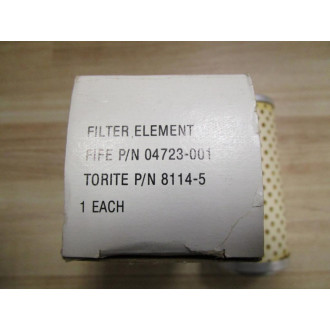 FILTER ELEMENT
FIFE P/N 04723-001
TORITE P/N 8114-5
1 EACH